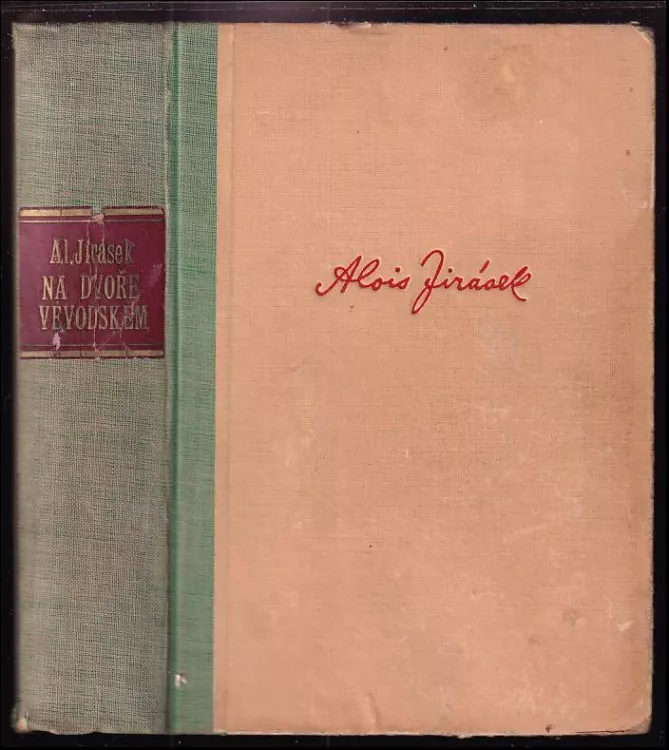 Al. Jirásek
NA DVOŘE
VÉVODSKÉM
Alois Jirásek